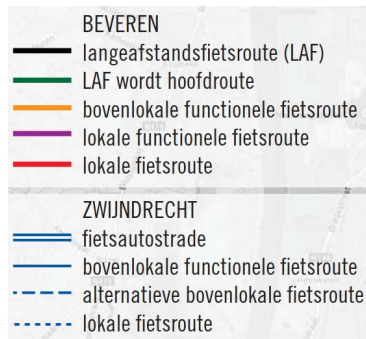 BEVEREN
langeafstandsfietsroute (LAF)
LAF wordt hoofdroute
bovenlokale functionele fietsroute
lokale functionele fietsroute
lokale fietsroute
ZWIJNDRECHT
fietsautostrade
bovenlokale functionele fietsroute
alternatieve bovenlokale fietsroute
lokale fietsroute